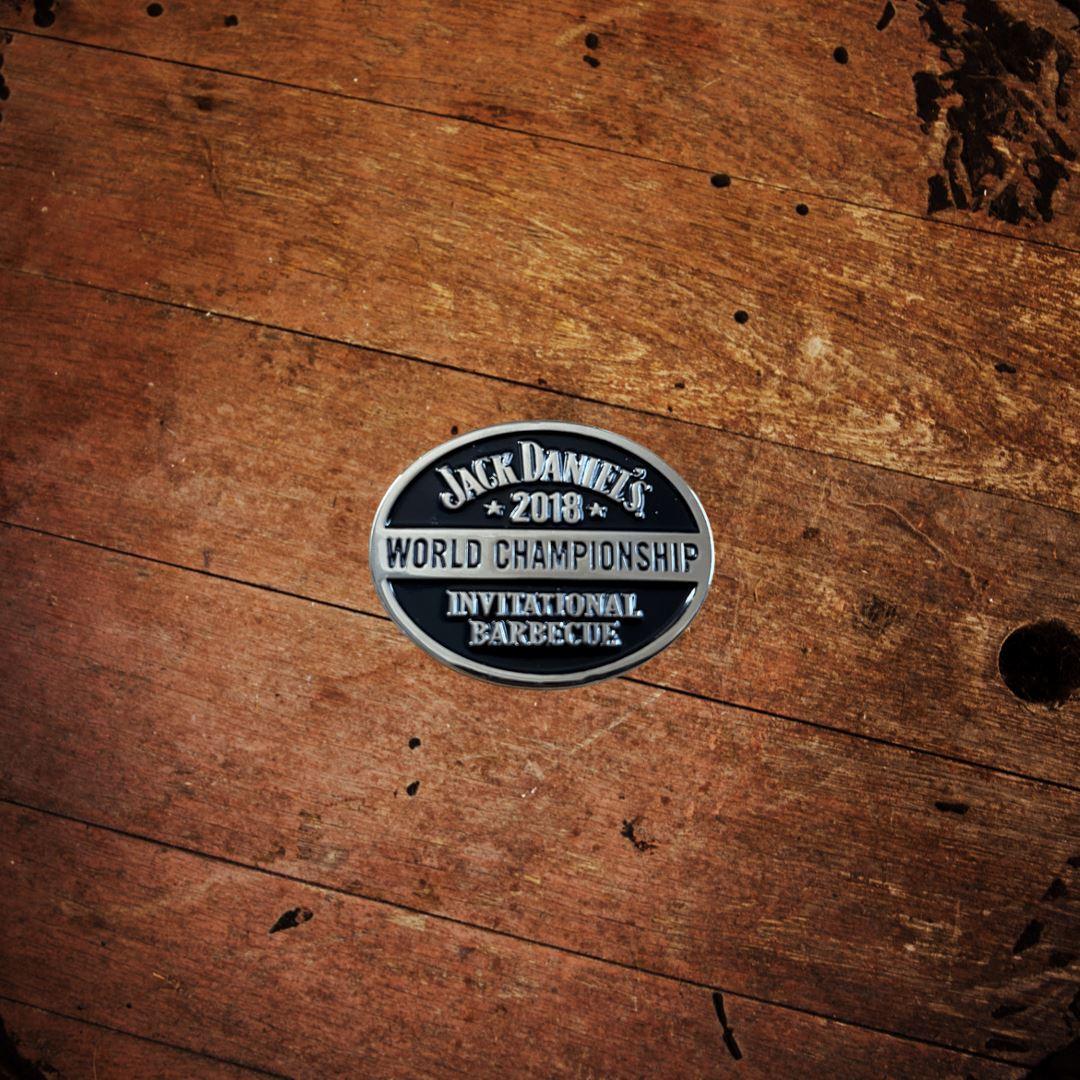 JACK DANIEL'S
★ 2018 ★
WORLD CHAMPIONSHIP
INVITATIONAL
BARBECUE